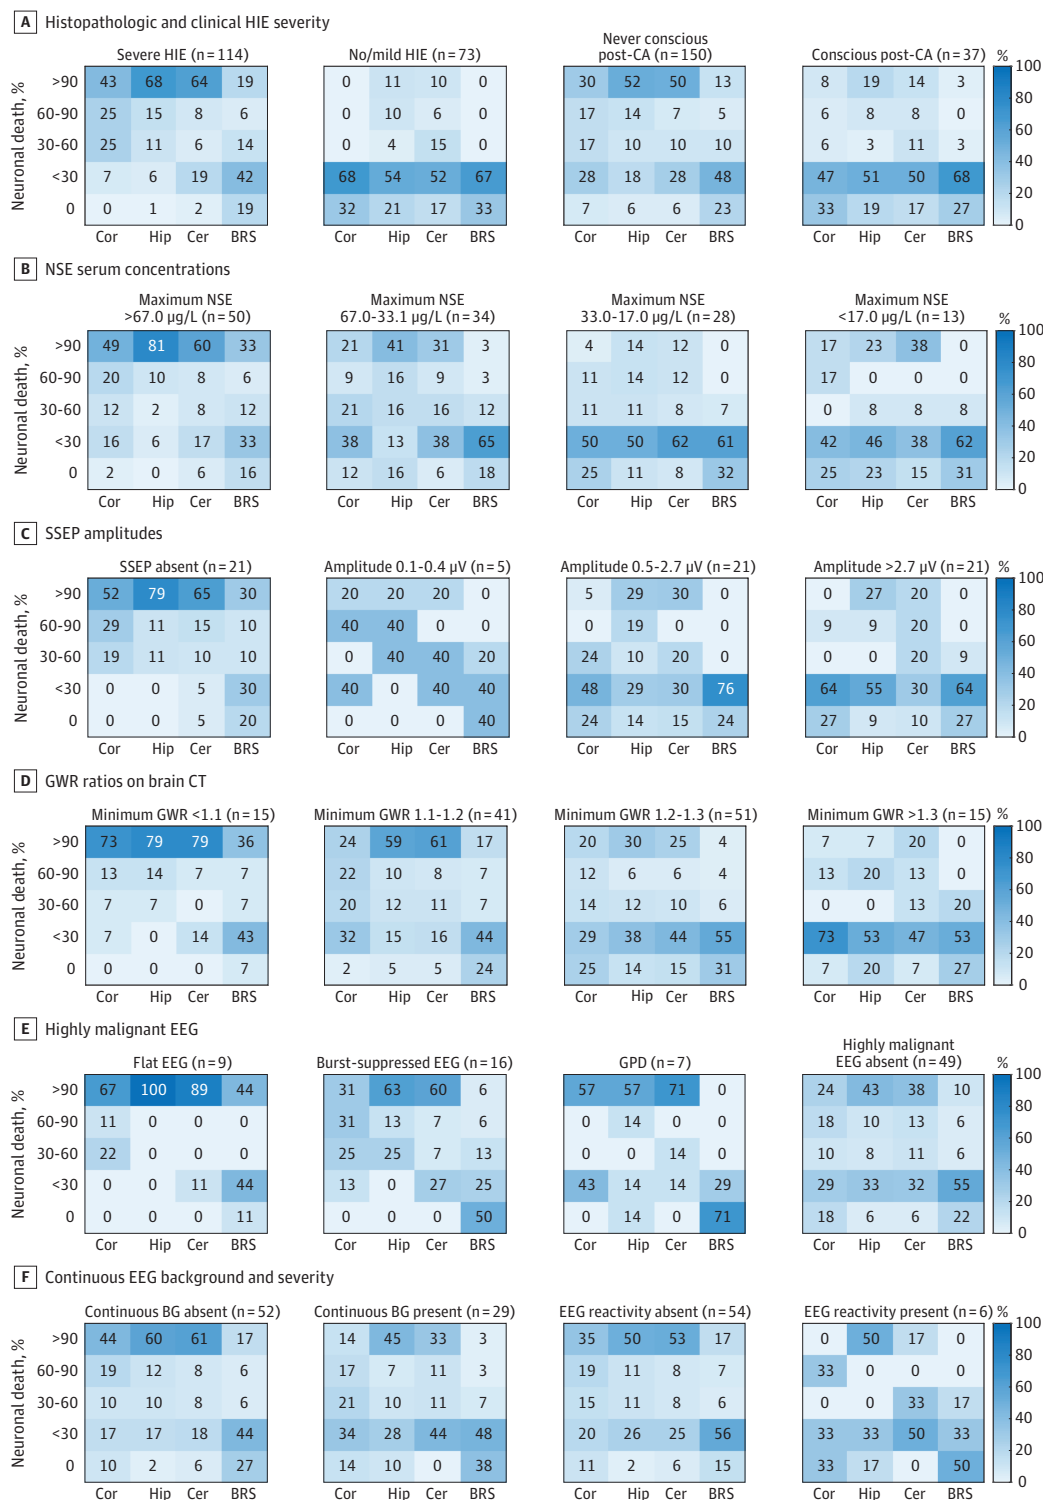 A Histopathologic and clinical HIE severity
Severe HIE (n=114) No/mild HIE (n=73) Never conscious post-CA (n=150) Conscious post-CA (n=37) %
Neuronal death, %
>90 43 68 64 19 0 11 10 0 30 52 50 13 8 19 14 3 100
60-90 25 15 8 6 0 10 6 0 17 14 7 5 6 8 8 0 80
30-60 25 11 6 14 0 4 15 0 17 10 10 10 6 3 11 3 60
<30 7 6 19 42 68 54 52 67 28 18 28 48 47 51 50 68 40
0 0 1 2 19 32 21 17 33 7 6 6 23 33 19 17 27 20
0
Cor Hip Cer BRS Cor Hip Cer BRS Cor Hip Cer BRS Cor Hip Cer BRS
B NSE serum concentrations
Maximum NSE >67.0 µg/L (n=50) Maximum NSE 67.0-33.1 µg/L (n=34) Maximum NSE 33.0-17.0 µg/L (n=28) Maximum NSE <17.0 µg/L (n=13) %
Neuronal death, %
>90 49 81 60 33 21 41 31 3 4 14 12 0 17 23 38 0 100
60-90 20 10 8 6 9 16 9 3 11 14 12 0 17 0 0 0 80
30-60 12 2 8 12 21 16 16 12 11 11 8 7 0 8 8 8 60
<30 16 6 17 33 38 13 38 65 50 50 62 61 42 46 38 62 40
0 2 0 6 16 12 16 6 18 25 11 8 32 25 23 15 31 20
0
Cor Hip Cer BRS Cor Hip Cer BRS Cor Hip Cer BRS Cor Hip Cer BRS
C SSEP amplitudes
SSEP absent (n=21) Amplitude 0.1-0.4 µV (n=5) Amplitude 0.5-2.7 µV (n=21) Amplitude >2.7 µV (n=21) %
Neuronal death, %
>90 52 79 65 30 20 20 20 0 5 29 30 0 0 27 20 0 100
60-90 29 11 15 10 40 40 0 0 0 19 0 0 9 9 20 0 80
30-60 19 11 10 10 0 40 40 20 24 10 20 0 0 0 20 9 60
<30 0 0 5 30 40 0 40 40 48 29 30 76 64 55 30 64 40
0 0 0 5 20 0 0 0 40 24 14 15 24 27 9 10 27 20
0
Cor Hip Cer BRS Cor Hip Cer BRS Cor Hip Cer BRS Cor Hip Cer BRS
D GWR ratios on brain CT
Minimum GWR <1.1 (n=15) Minimum GWR 1.1-1.2 (n=41) Minimum GWR 1.2-1.3 (n=51) Minimum GWR >1.3 (n=15) %
Neuronal death, %
>90 73 79 79 36 24 59 61 17 20 30 25 4 7 7 20 0 100
60-90 13 14 7 7 22 10 8 7 12 6 6 4 13 20 13 0 80
30-60 7 7 0 7 20 12 11 7 14 12 10 6 0 0 13 20 60
<30 7 0 14 43 32 15 16 44 29 38 44 55 73 53 47 53 40
0 0 0 0 7 2 5 5 24 25 14 15 31 7 20 7 27 20
0
Cor Hip Cer BRS Cor Hip Cer BRS Cor Hip Cer BRS Cor Hip Cer BRS
E Highly malignant EEG
Flat EEG (n=9) Burst-suppressed EEG (n=16) GPD (n=7) Highly malignant EEG absent (n=49) %
Neuronal death, %
>90 67 100 89 44 31 63 60 6 57 57 71 0 24 43 38 10 100
60-90 11 0 0 0 31 13 7 6 0 14 0 0 18 10 13 6 80
30-60 22 0 0 0 25 25 7 13 0 0 14 0 10 8 11 6 60
<30 0 0 11 44 13 0 27 25 43 14 14 29 29 33 32 55 40
0 0 0 0 11 0 0 0 50 0 14 0 71 18 6 6 22 20
0
Cor Hip Cer BRS Cor Hip Cer BRS Cor Hip Cer BRS Cor Hip Cer BRS
F Continuous EEG background and severity
Continuous BG absent (n=52) Continuous BG present (n=29) EEG reactivity absent (n=54) EEG reactivity present (n=6) %
Neuronal death, %
>90 44 60 61 17 14 45 33 3 35 50 53 17 0 50 17 0 100
60-90 19 12 8 6 17 7 11 3 19 11 8 7 33 0 0 0 80
30-60 10 10 8 6 21 10 11 7 15 11 8 6 0 0 33 17 60
<30 17 17 18 44 34 28 44 48 20 26 25 56 33 33 50 33 40
0 10 2 6 27 14 10 0 38 11 2 6 15 33 17 0 50 20
0
Cor Hip Cer BRS Cor Hip Cer BRS Cor Hip Cer BRS Cor Hip Cer BRS